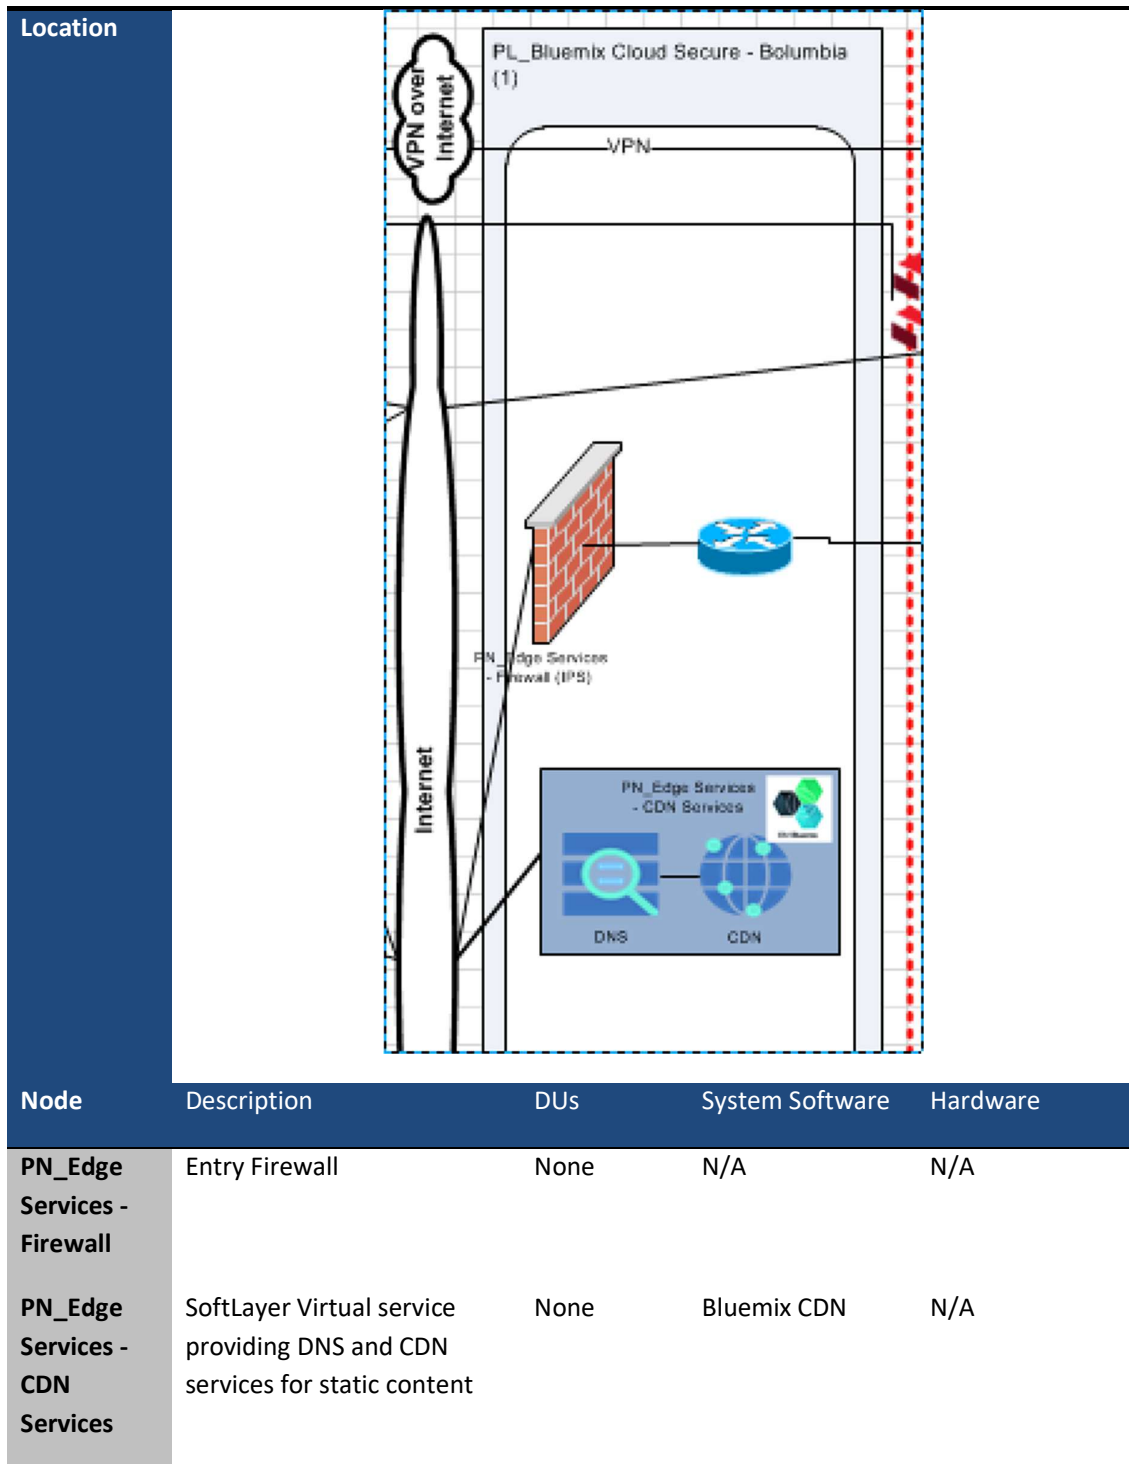 Location
PL_Bluemix Cloud Secure - Bolumbia
(1)
VPN over
Internet
VPN
PN_Edge Services
- Firewall (IPS)
Internet
PN_Edge Services
- CDN Services
DNS
CDN
Node
Description
DUs
System Software
Hardware
PN_Edge
Services -
Firewall
Entry Firewall
None
N/A
N/A
PN_Edge
Services -
CDN
Services
SoftLayer Virtual service
providing DNS and CDN
services for static content
None
Bluemix CDN
N/A